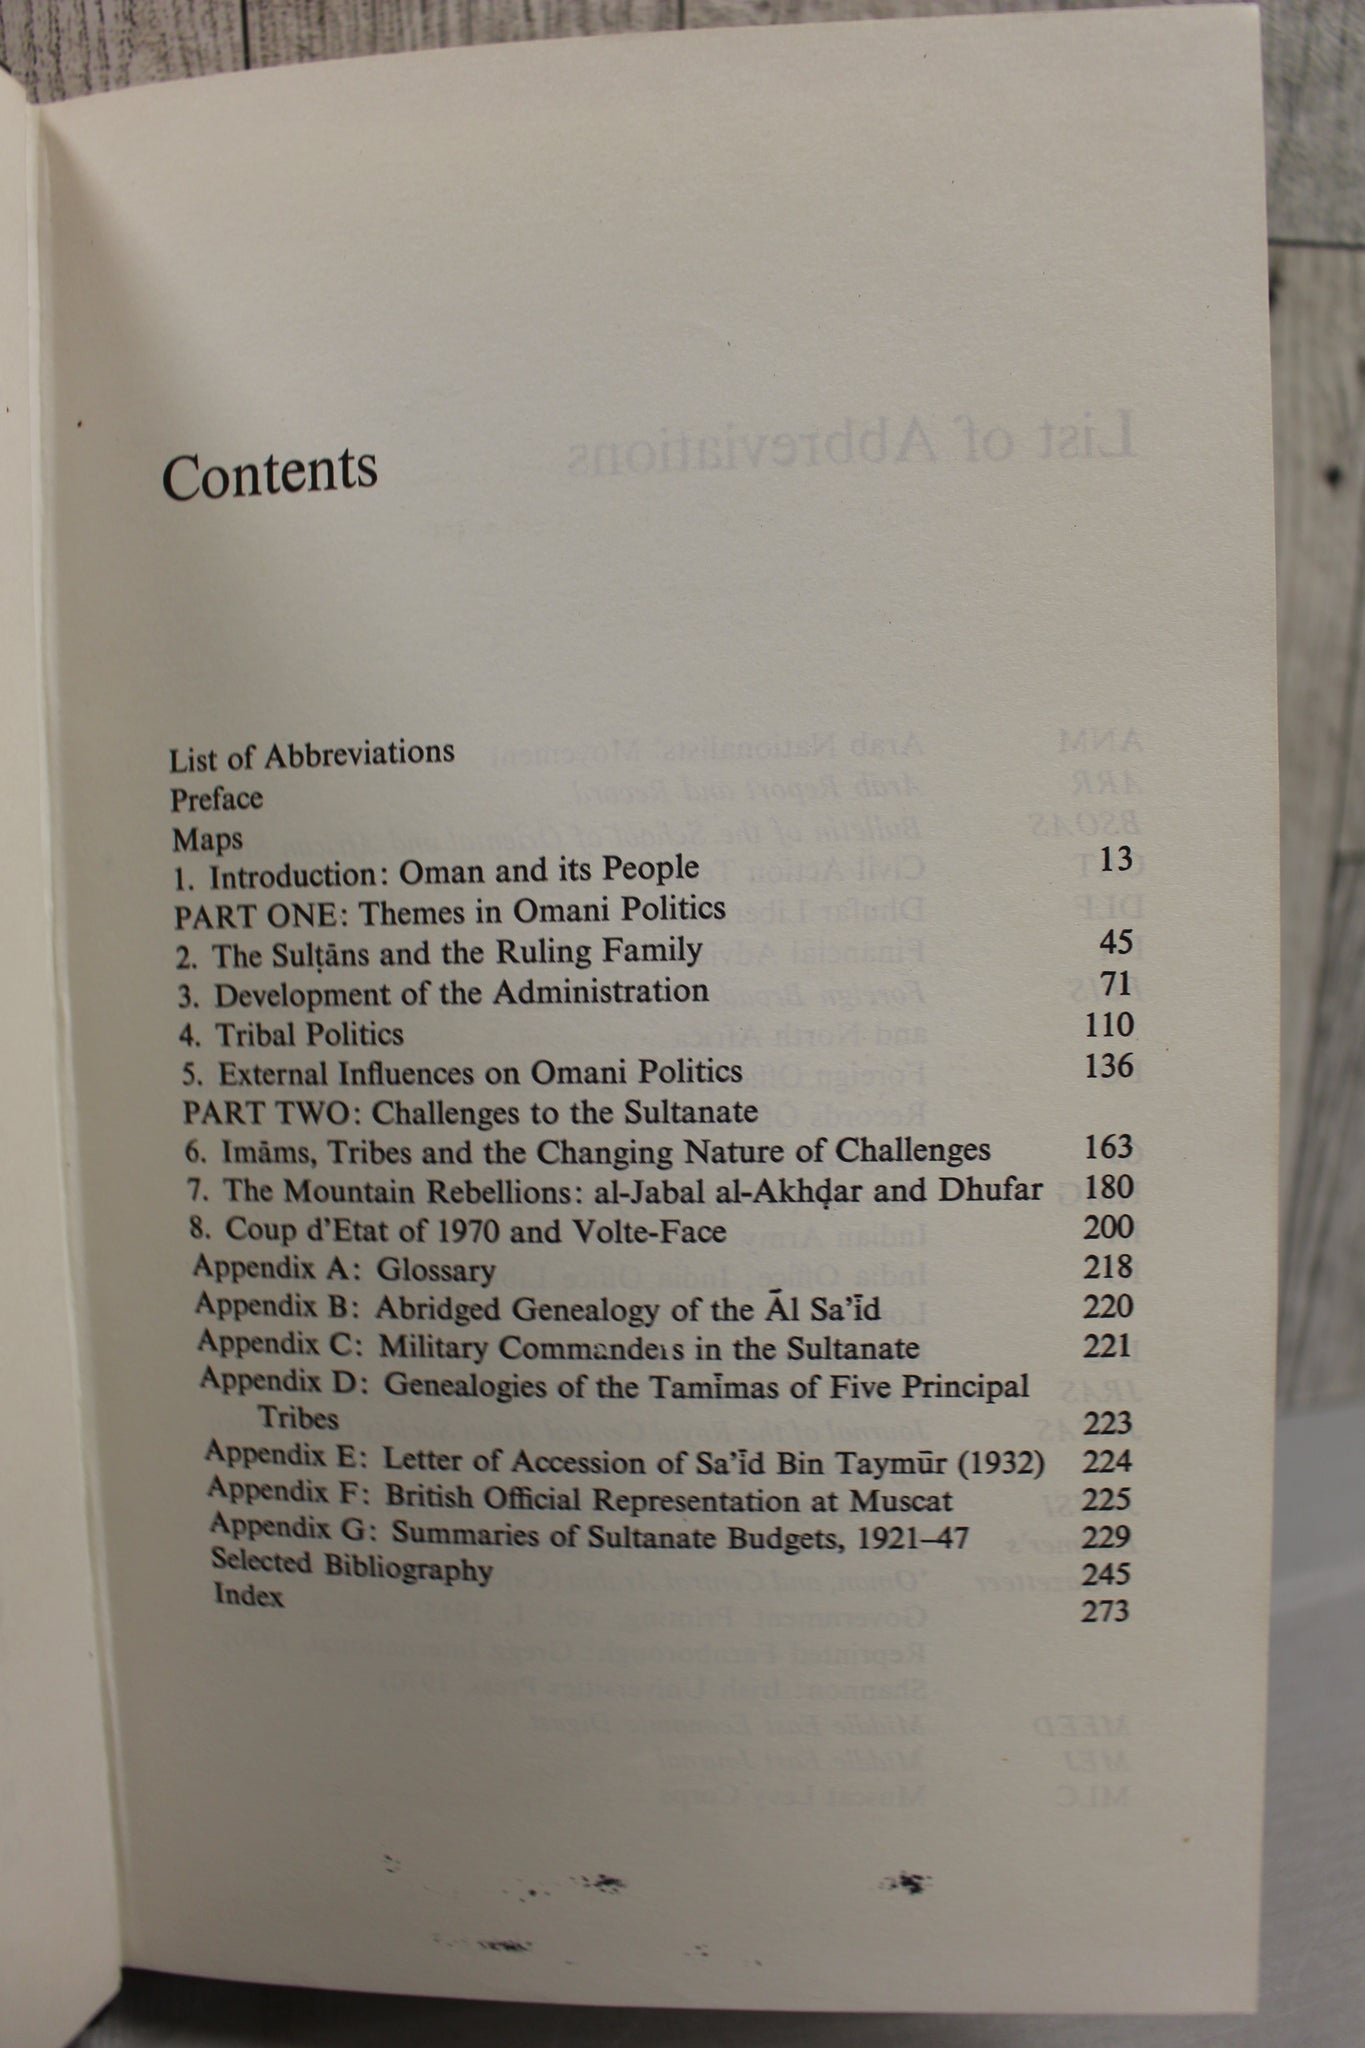 Contents
List of Abbreviations
Preface
Maps
1. Introduction: Oman and its People 13
PART ONE: Themes in Omani Politics
2. The Sulṭāns and the Ruling Family 45
3. Development of the Administration 71
4. Tribal Politics 110
5. External Influences on Omani Politics 136
PART TWO: Challenges to the Sultanate
6. Imāms, Tribes and the Changing Nature of Challenges 163
7. The Mountain Rebellions: al-Jabal al-Akhḍar and Dhufar 180
8. Coup d'Etat of 1970 and Volte-Face 200
Appendix A: Glossary 218
Appendix B: Abridged Genealogy of the Āl Sa'īd 220
Appendix C: Military Commanders in the Sultanate 221
Appendix D: Genealogies of the Tamīmas of Five Principal
Tribes 223
Appendix E: Letter of Accession of Sa'īd Bin Taymūr (1932) 224
Appendix F: British Official Representation at Muscat 225
Appendix G: Summaries of Sultanate Budgets, 1921–47 229
Selected Bibliography 245
Index 273